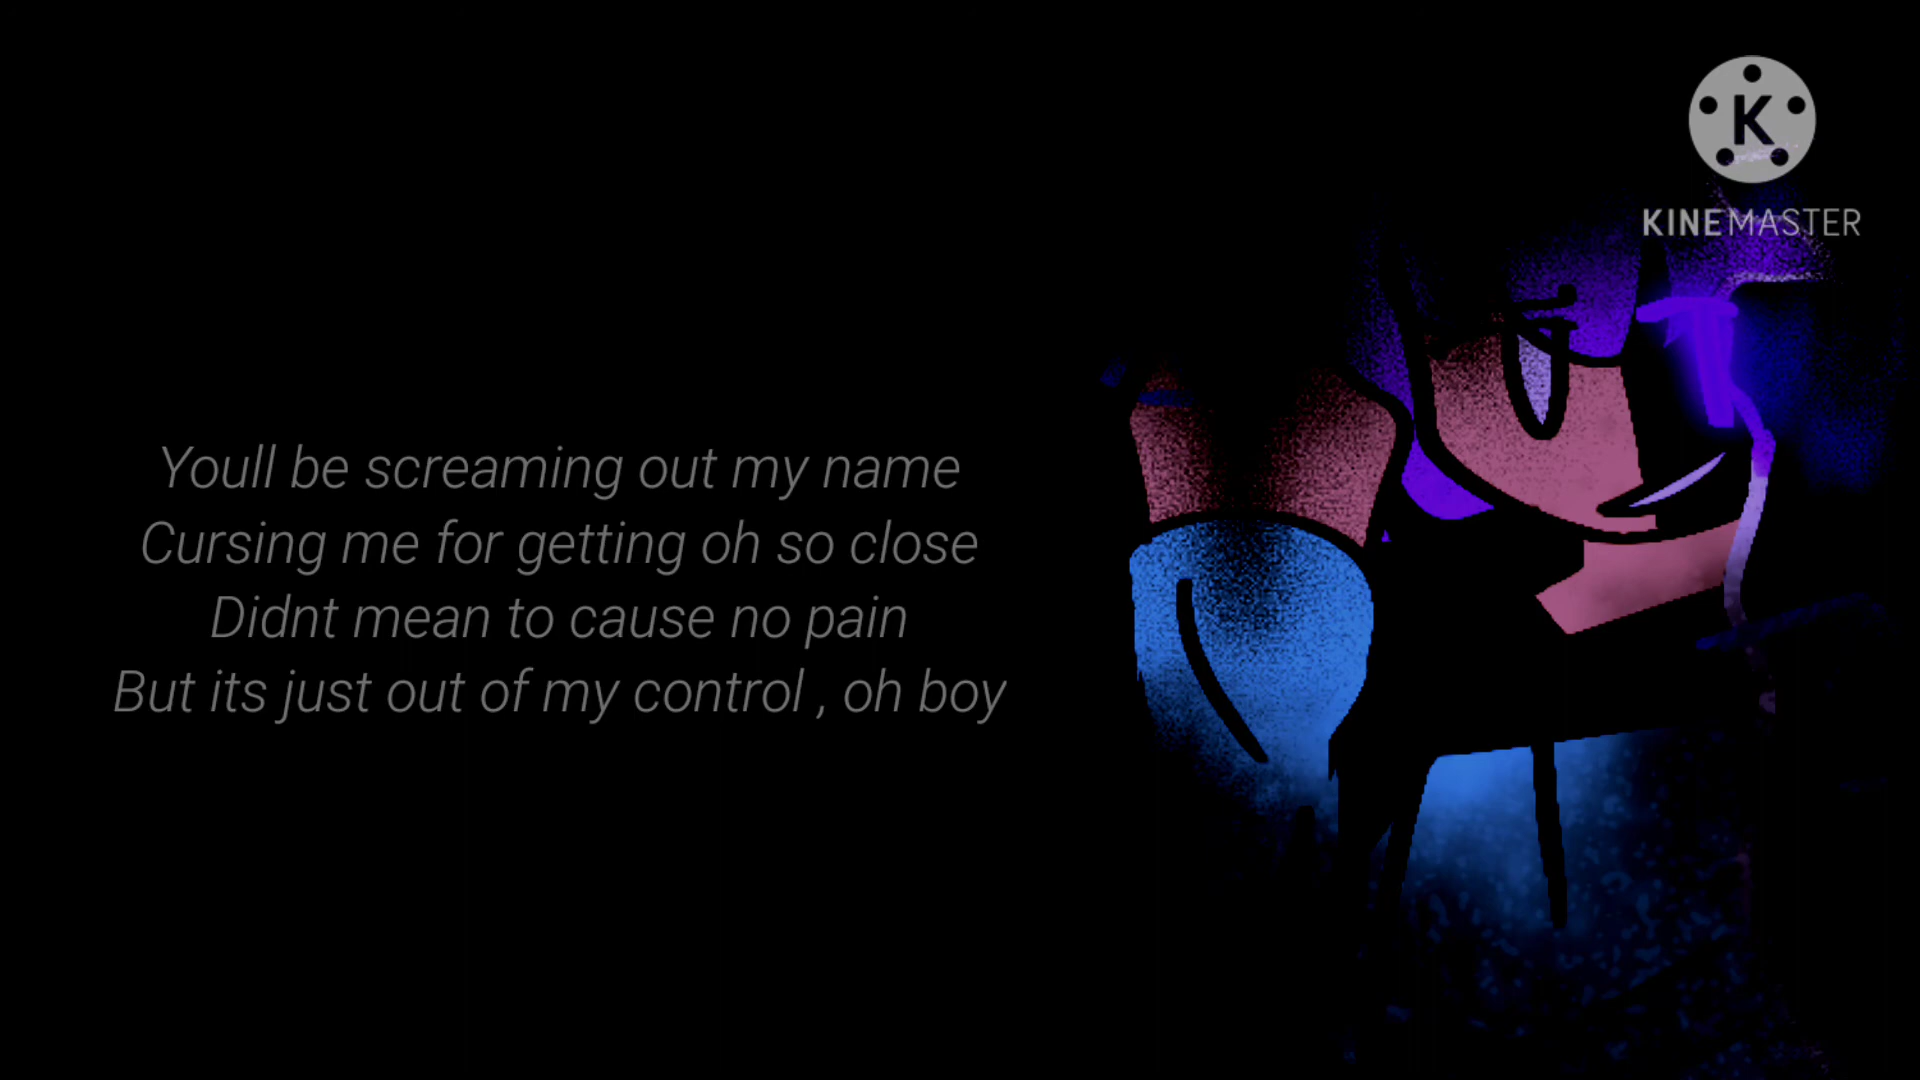 K
KINEMASTER
Youll be screaming out my name
Cursing me for getting oh so close
Didnt mean to cause no pain
But its just out of my control , oh boy